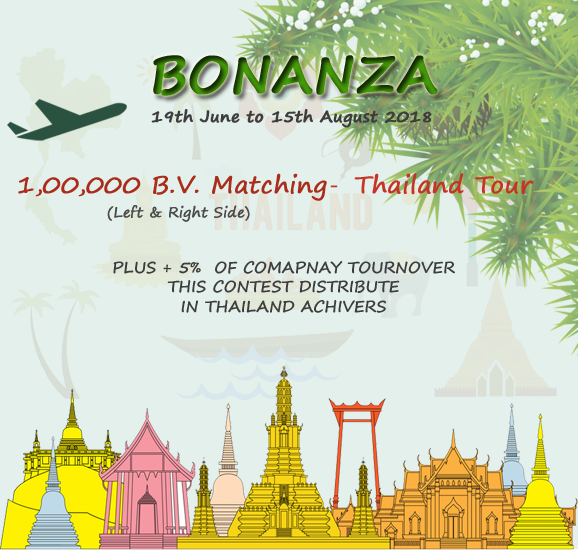 BONANZA
19th June to 15th August 2018
1,00,000 B.V. Matching- Thailand Tour
(Left & Right Side)
THAILAND
PLUS + 5% OF COMAPNAY TOURNOVER
THIS CONTEST DISTRIBUTE
IN THAILAND ACHIVERS